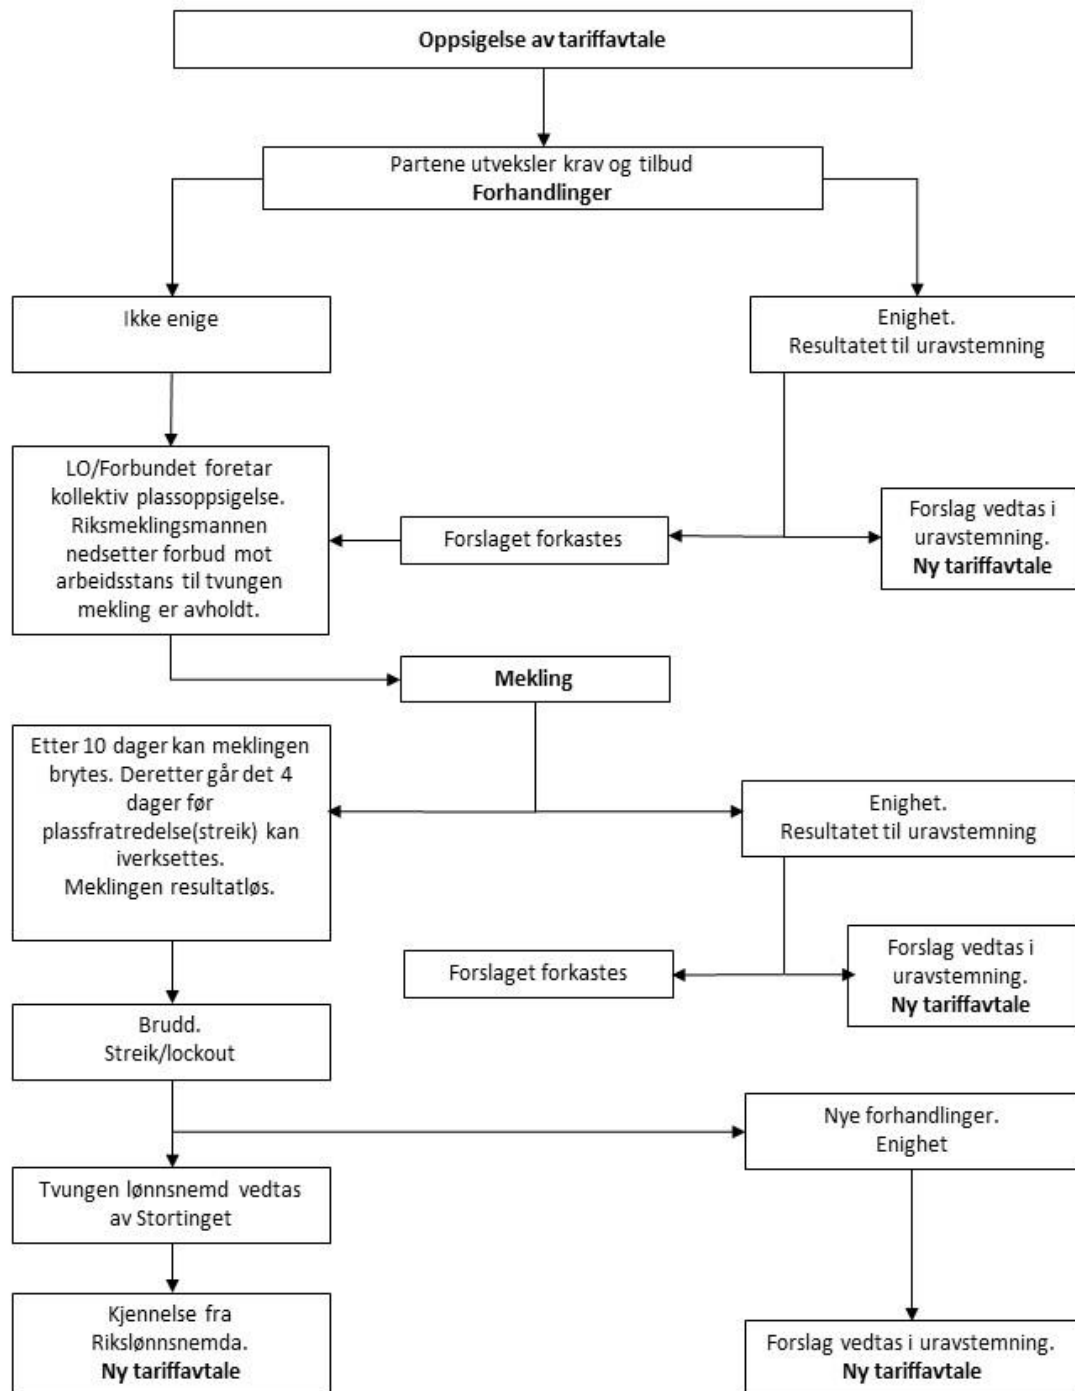 Oppsigelse av tariffavtale
Partene utveksler krav og tilbud
Forhandlinger
Ikke enige
Enighet.
Resultatet til uravstemning
LO/Forbundet foretar
kollektiv plassoppsigelse.
Riksmeklingsmannen
nedsetter forbud mot
arbeidsstans til tvungen
mekling er avholdt.
Forslaget forkastes
Forslag vedtas i
uravstemning.
Ny tariffavtale
Mekling
Etter 10 dager kan meklingen
brytes. Deretter går det 4
dager før
plassfratredelse(streik) kan
iverksettes.
Meklingen resultatløs.
Enighet.
Resultatet til uravstemning
Forslaget forkastes
Forslag vedtas i
uravstemning.
Ny tariffavtale
Brudd.
Streik/lockout
Nye forhandlinger.
Enighet
Tvungen lønnsnemd vedtas
av Stortinget
Kjennelse fra
Rikslønnsnemda.
Ny tariffavtale
Forslag vedtas i uravstemning.
Ny tariffavtale